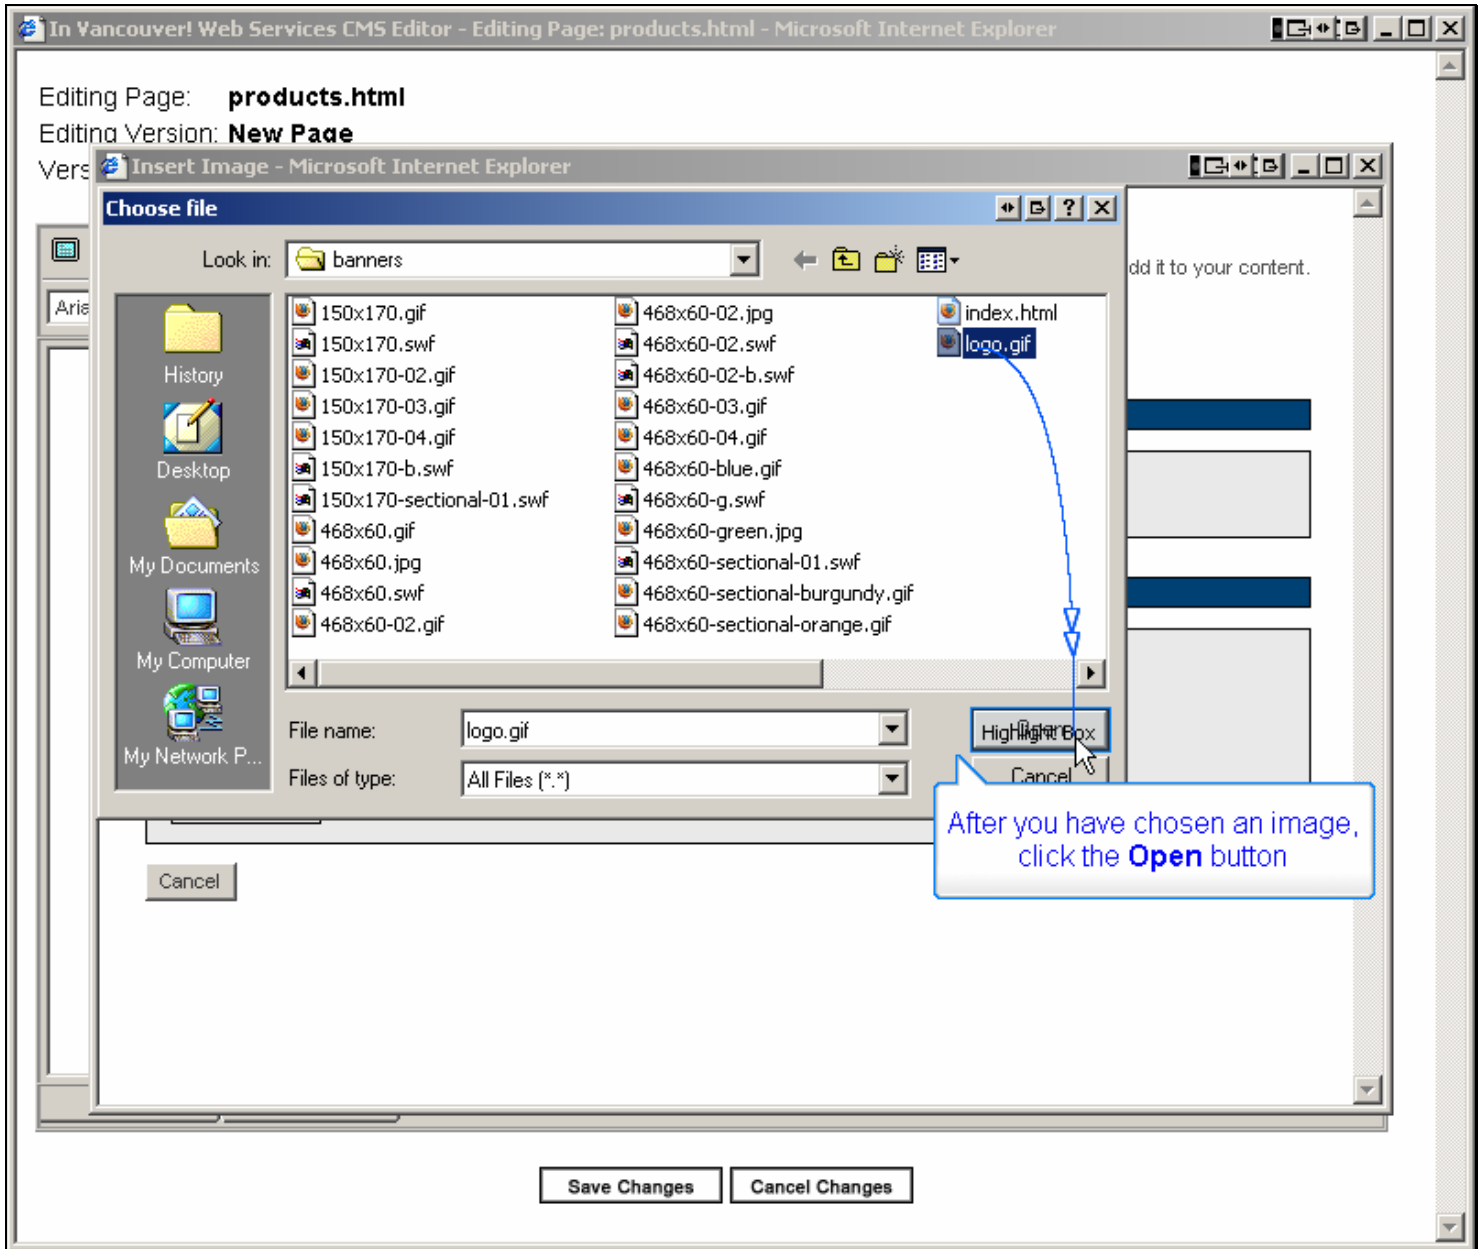 In Vancouver! Web Services CMS Editor - Editing Page: products.html - Microsoft Internet Explorer
Editing Page: products.html
Editing Version: New Page
Vers
Insert Image - Microsoft Internet Explorer
Choose file
Look in: banners
dd it to your content.
Aria
History
Desktop
My Documents
My Computer
My Network P...
150x170.gif
150x170.swf
150x170-02.gif
150x170-03.gif
150x170-04.gif
150x170-b.swf
150x170-sectional-01.swf
468x60.gif
468x60.jpg
468x60.swf
468x60-02.gif
468x60-02.jpg
468x60-02.swf
468x60-02-b.swf
468x60-03.gif
468x60-04.gif
468x60-blue.gif
468x60-g.swf
468x60-green.jpg
468x60-sectional-01.swf
468x60-sectional-burgundy.gif
468x60-sectional-orange.gif
index.html
logo.gif
File name: logo.gif
Highlight Box
Open
Files of type: All Files (*.*)
Cancel
After you have chosen an image,
click the Open button
Cancel
Save Changes
Cancel Changes